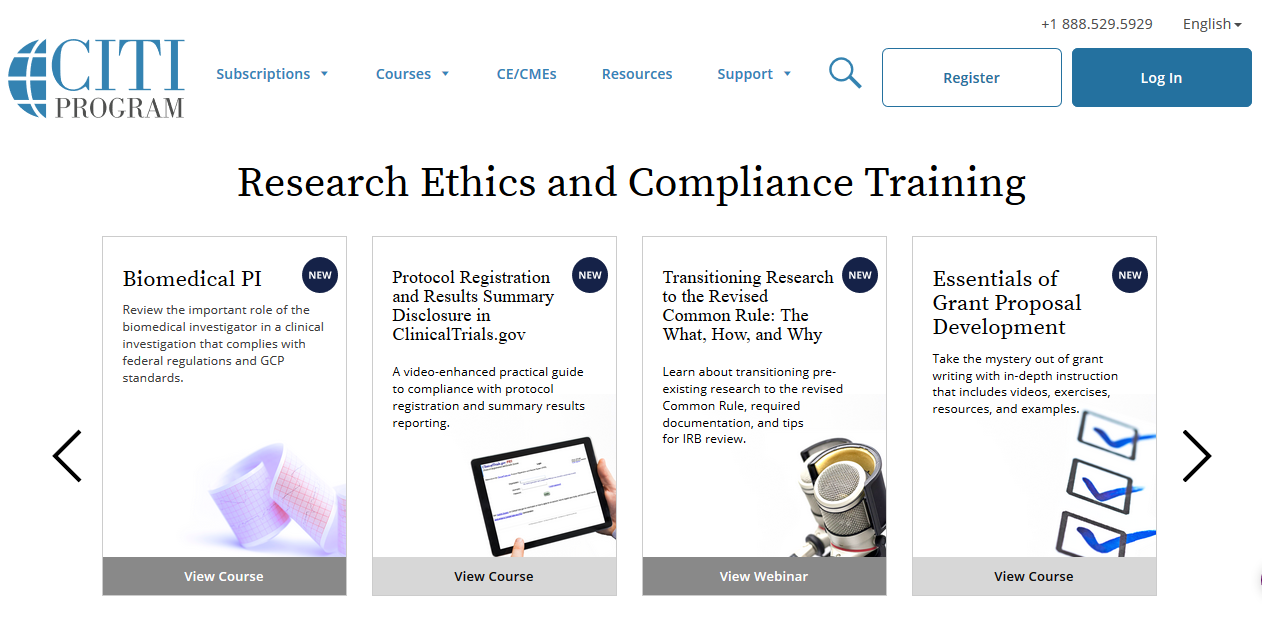 +1 888.529.5929 English
CITI
PROGRAM
Subscriptions Courses CE/CMEs Resources Support Register Log In
Research Ethics and Compliance Training
NEW
Biomedical PI
Review the important role of the
biomedical investigator in a clinical
investigation that complies with
federal regulations and GCP
standards.
View Course
NEW
Protocol Registration
and Results Summary
Disclosure in
ClinicalTrials.gov
A video-enhanced practical guide
to compliance with protocol
registration and summary results
reporting.
View Course
NEW
Transitioning Research
to the Revised
Common Rule: The
What, How, and Why
Learn about transitioning pre-
existing research to the revised
Common Rule, required
documentation, and tips
for IRB review.
View Webinar
NEW
Essentials of
Grant Proposal
Development
Take the mystery out of grant
writing with in-depth instruction
that includes videos, exercises,
resources, and examples.
View Course